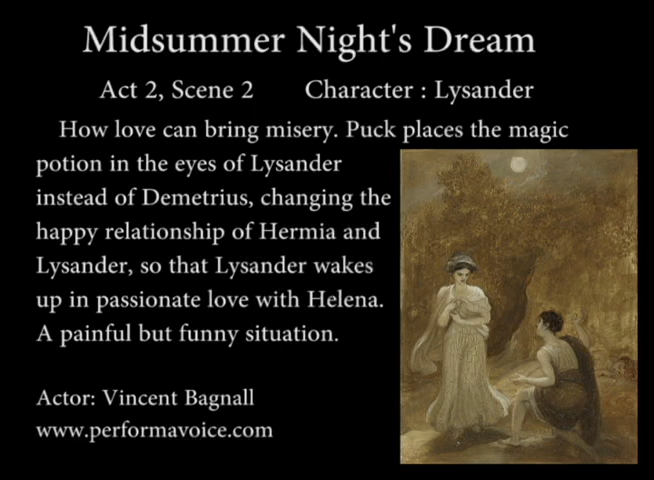 Midsummer Night's Dream
Act 2, Scene 2 Character : Lysander
How love can bring misery. Puck places the magic
potion in the eyes of Lysander
instead of Demetrius, changing the
happy relationship of Hermia and
Lysander, so that Lysander wakes
up in passionate love with Helena.
A painful but funny situation.
Actor: Vincent Bagnall
www.performavoice.com